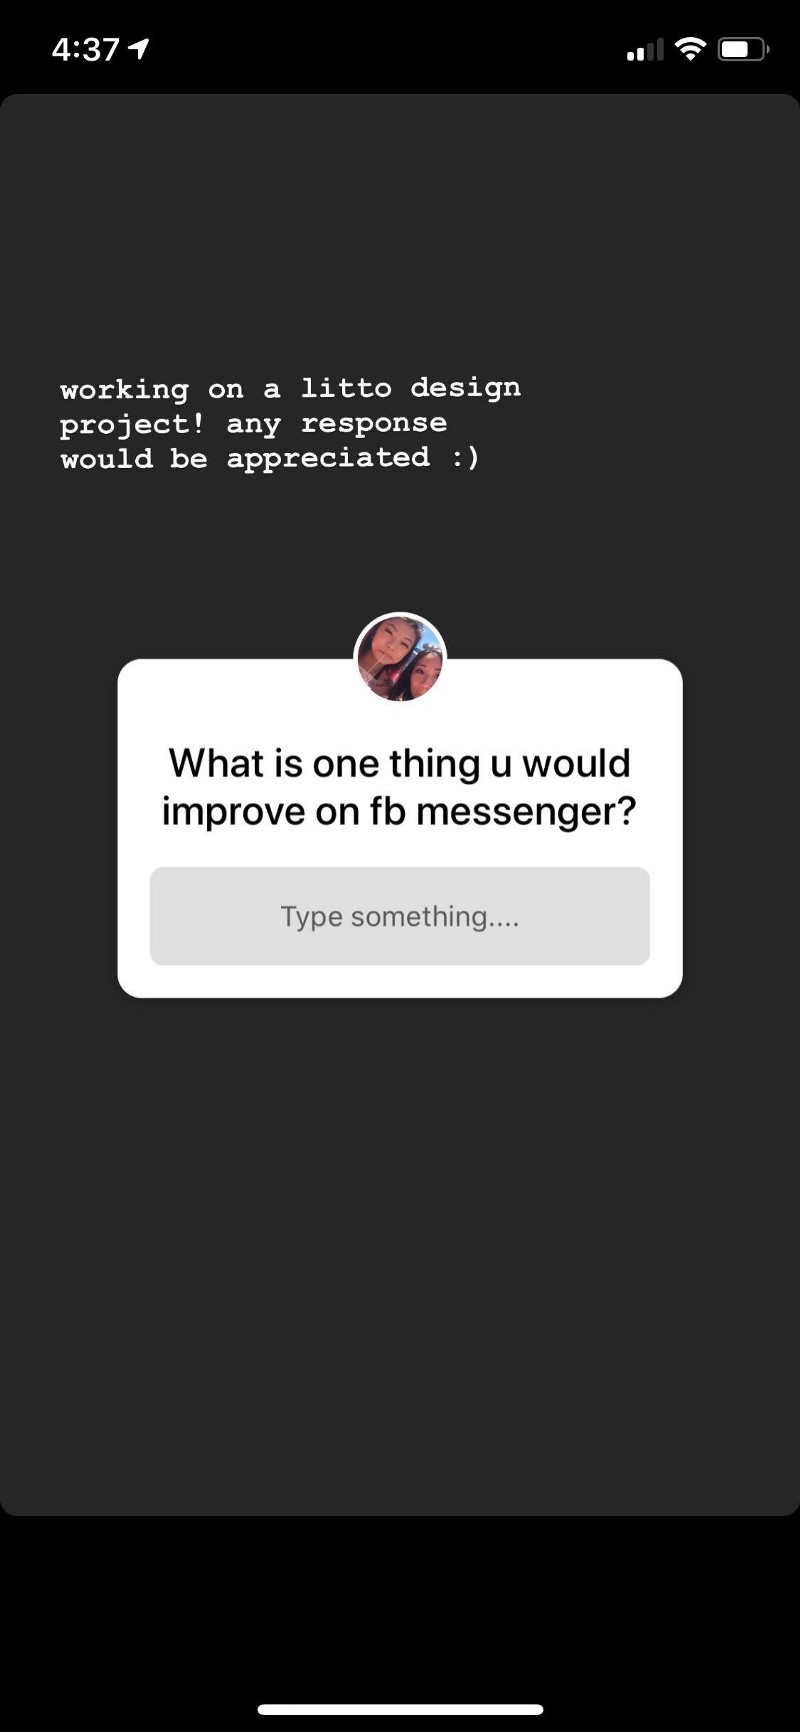 4:37
working on a litto design
project! any response
would be appreciated :)
What is one thing u would
improve on fb messenger?
Type something....